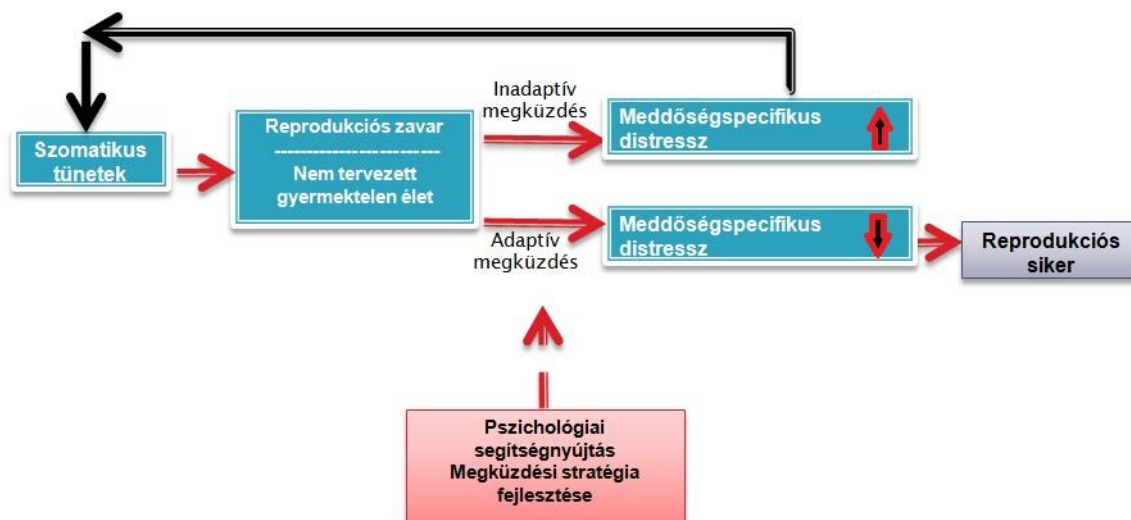 Inadaptív
megküzdés
Szomatikus
tünetek
Reprodukciós zavar
-------------------------
Nem tervezett
gyermektelen élet
Meddőségspecifikus
distressz
Adaptív
megküzdés
Meddőségspecifikus
distressz
Reprodukciós
siker
Pszichológiai
segítségnyújtás
Megküzdési stratégia
fejlesztése